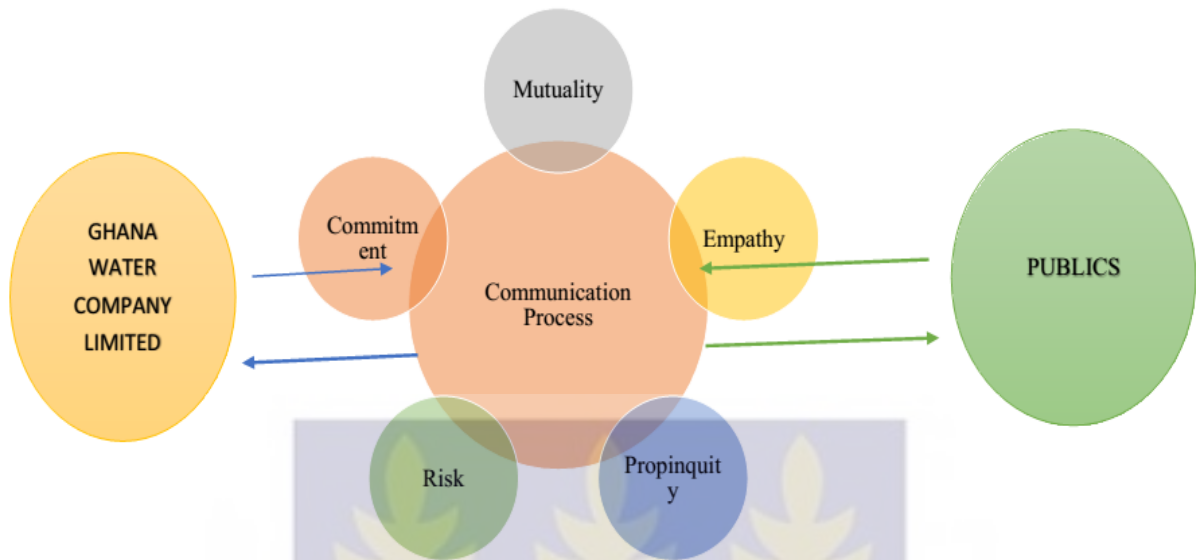 Mutuality
GHANA
WATER
COMPANY
LIMITED
Commitm
ent
Empathy
Communication
Process
PUBLICS
Risk
Propinquit
y